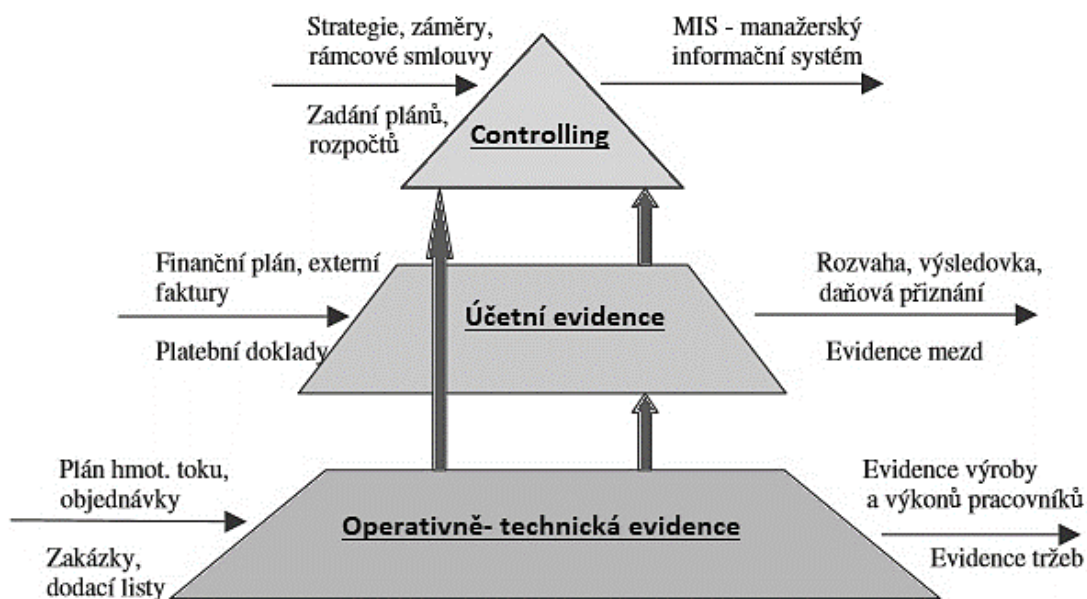 Strategie, záměry,
rámcové smlouvy
Zadání plánů,
rozpočtů
Controlling
MIS - manažerský
informační systém
Finanční plán, externí
faktury
Platební doklady
Účetní evidence
Rozvaha, výsledovka,
daňová přiznání
Evidence mezd
Plán hmot. toku,
objednávky
Zakázky,
dodací listy
Operativně- technická evidence
Evidence výroby
a výkonů pracovníků
Evidence tržeb